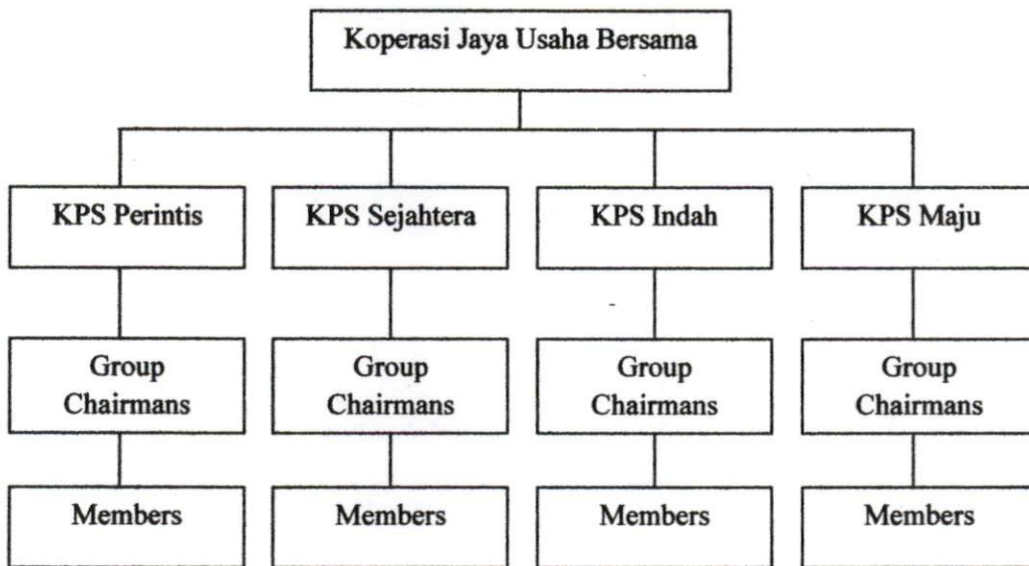 Koperasi Jaya Usaha Bersama
KPS Perintis
KPS Sejahtera
KPS Indah
KPS Maju
Group
Chairmans
Group
Chairmans
Group
Chairmans
Group
Chairmans
Members
Members
Members
Members